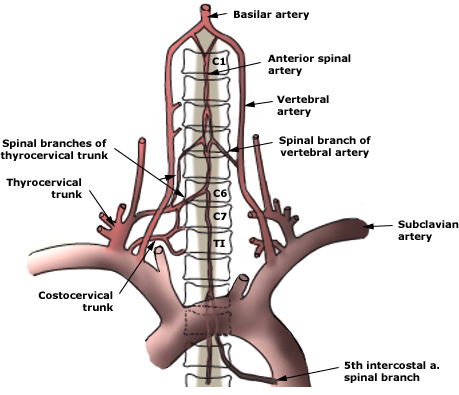 Basilar artery
C1
Anterior spinal
artery
Vertebral
artery
Spinal branches of
thyrocervical trunk
Spinal branch of
vertebral artery
Thyrocervical
trunk
C6
C7
TI
Subclavian
artery
Costocervical
trunk
5th intercostal a.
spinal branch